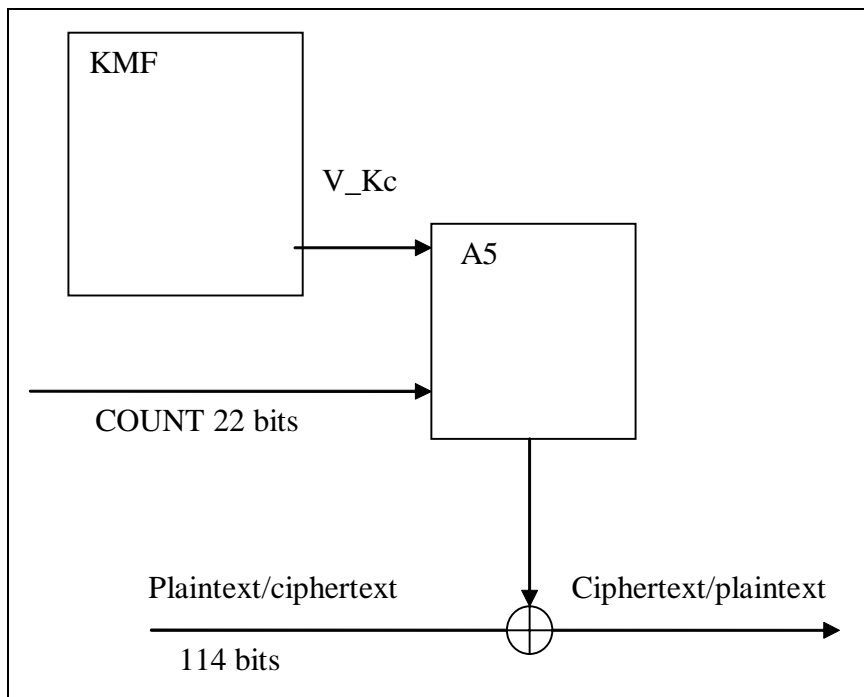 KMF
V_Kc
A5
COUNT 22 bits
Plaintext/ciphertext
Ciphertext/plaintext
114 bits